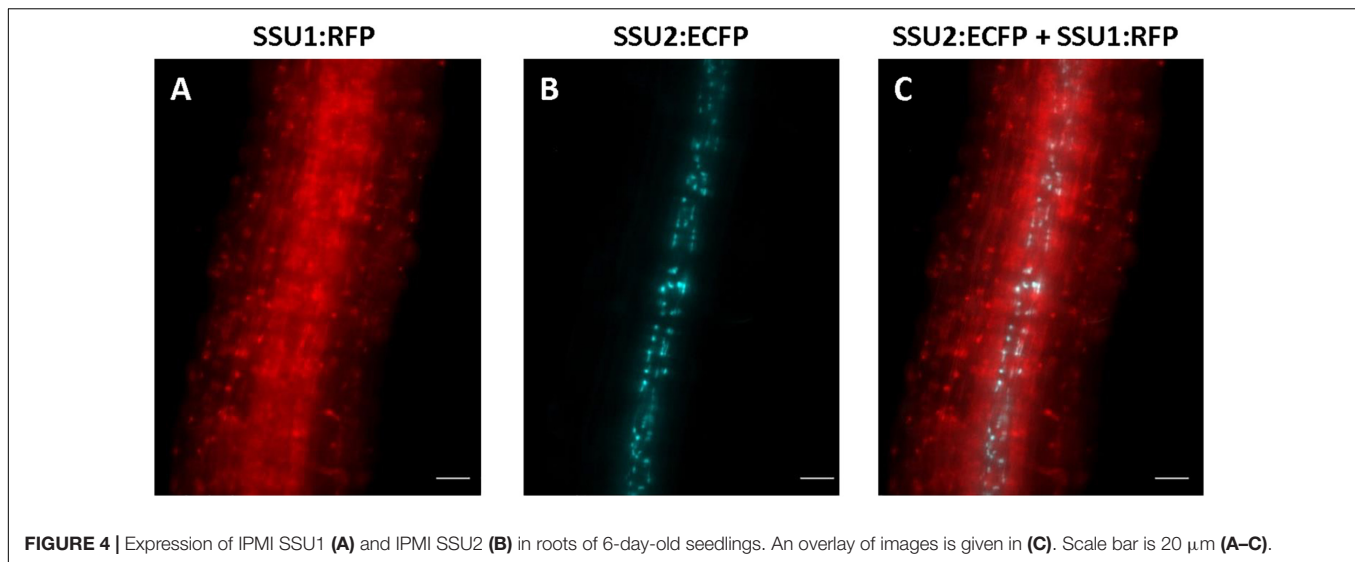 SSU1:RFP
SSU2:ECFP
SSU2:ECFP + SSU1:RFP
A
B
C
FIGURE 4 | Expression of IPMI SSU1 (A) and IPMI SSU2 (B) in roots of 6-day-old seedlings. An overlay of images is given in (C). Scale bar is 20 μm (A–C).